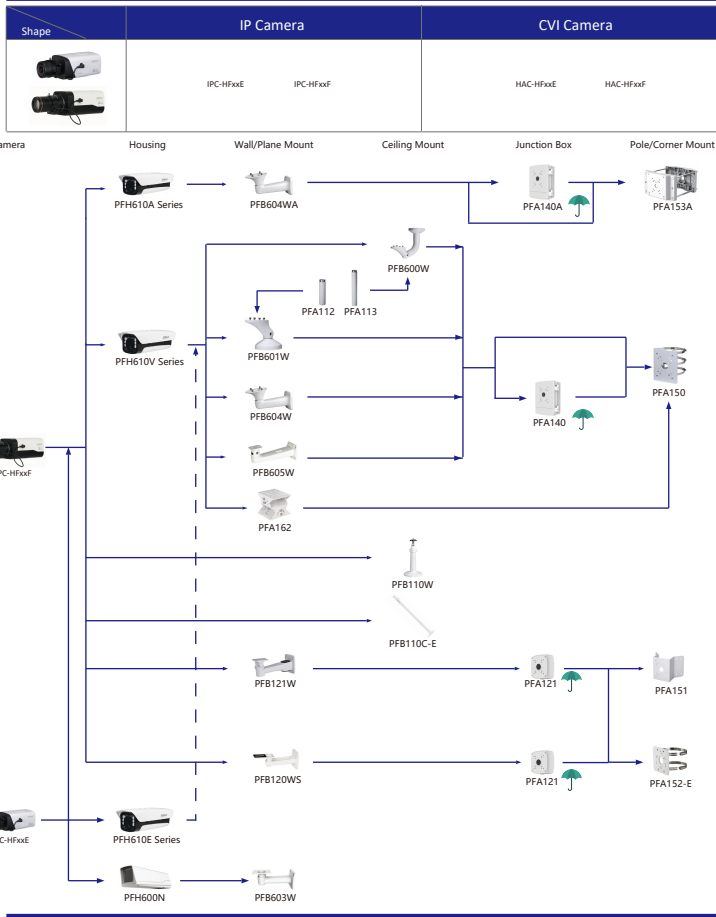 Shape
IP Camera
CVI Camera
IPC-HFxxE
IPC-HFxxF
HAC-HFxxE
HAC-HFxxF
amera
Housing
Wall/Plane Mount
Ceiling Mount
Junction Box
Pole/Corner Mount
PFH610A Series
PFB604WA
PFA140A
PFA153A
PFB600W
PFA112
PFA113
PFH610V Series
PFB601W
PFA150
PFB604W
PFA140
PC-HFxxF
PFB605W
PFA162
PFB110W
PFB110C-E
PFB121W
PFA121
PFA151
PFB120WS
PFA121
PFA152-E
C-HFxxE
PFH610E Series
PFH600N
PFB603W